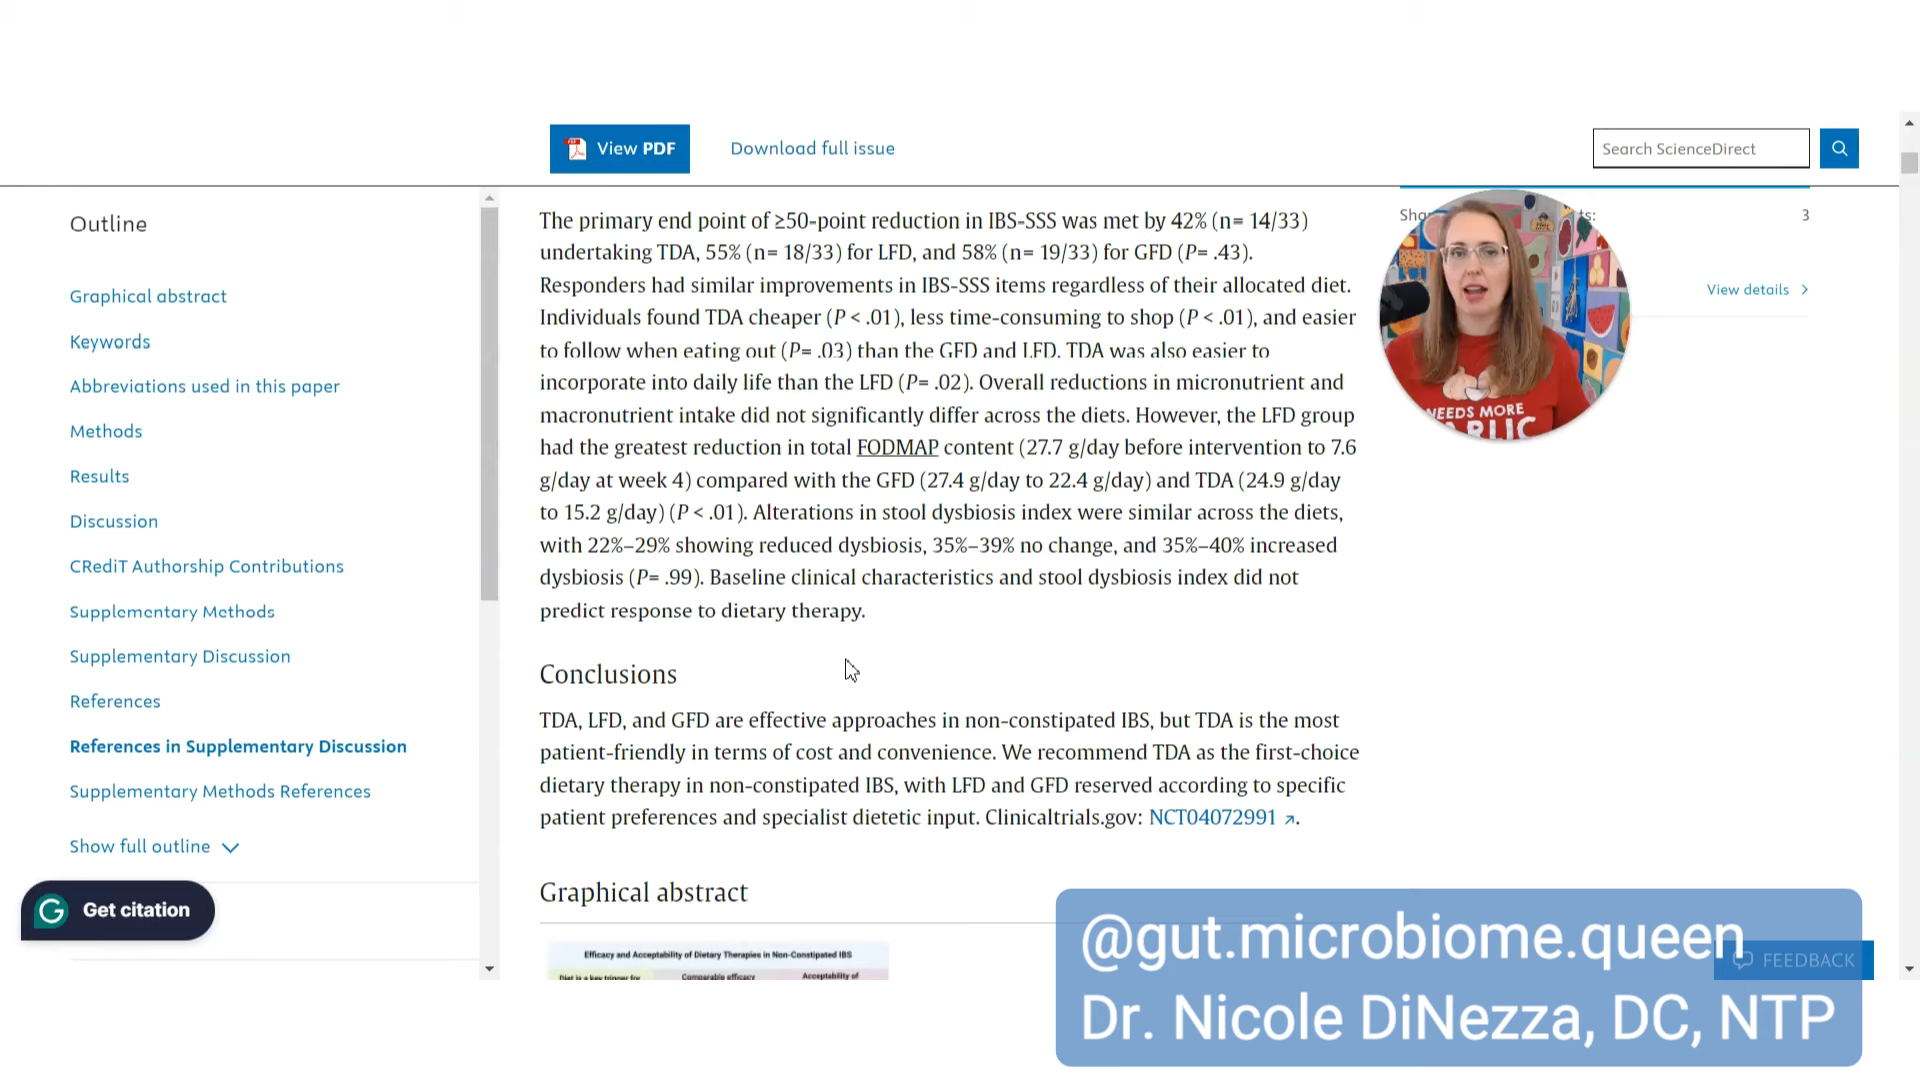 View PDF
Download full issue
Search ScienceDirect
Outline
Graphical abstract
Keywords
Abbreviations used in this paper
Methods
Results
Discussion
CRediT Authorship Contributions
Supplementary Methods
Supplementary Discussion
References
References in Supplementary Discussion
Supplementary Methods References
Show full outline
Get citation
The primary end point of ≥50-point reduction in IBS-SSS was met by 42% (n= 14/33)
undertaking TDA, 55% (n= 18/33) for LFD, and 58% (n= 19/33) for GFD (P= .43).
Responders had similar improvements in IBS-SSS items regardless of their allocated diet.
Individuals found TDA cheaper (P < .01), less time-consuming to shop (P < .01), and easier
to follow when eating out (P= .03) than the GFD and LFD. TDA was also easier to
incorporate into daily life than the LFD (P= .02). Overall reductions in micronutrient and
macronutrient intake did not significantly differ across the diets. However, the LFD group
had the greatest reduction in total FODMAP content (27.7 g/day before intervention to 7.6
g/day at week 4) compared with the GFD (27.4 g/day to 22.4 g/day) and TDA (24.9 g/day
to 15.2 g/day) (P < .01). Alterations in stool dysbiosis index were similar across the diets,
with 22%–29% showing reduced dysbiosis, 35%–39% no change, and 35%–40% increased
dysbiosis (P= .99). Baseline clinical characteristics and stool dysbiosis index did not
predict response to dietary therapy.
Conclusions
TDA, LFD, and GFD are effective approaches in non-constipated IBS, but TDA is the most
patient-friendly in terms of cost and convenience. We recommend TDA as the first-choice
dietary therapy in non-constipated IBS, with LFD and GFD reserved according to specific
patient preferences and specialist dietetic input. Clinicaltrials.gov: NCT04072991 ↗.
Graphical abstract
Efficacy and Acceptability of Dietary Therapies in Non-Constipated IBS
Diet is a key trigger for
Comparable efficacy
Acceptability of
3
View details
NEEDS MORE
@gut.microbiome.queen
FEEDBACK
Dr. Nicole DiNezza, DC, NTP